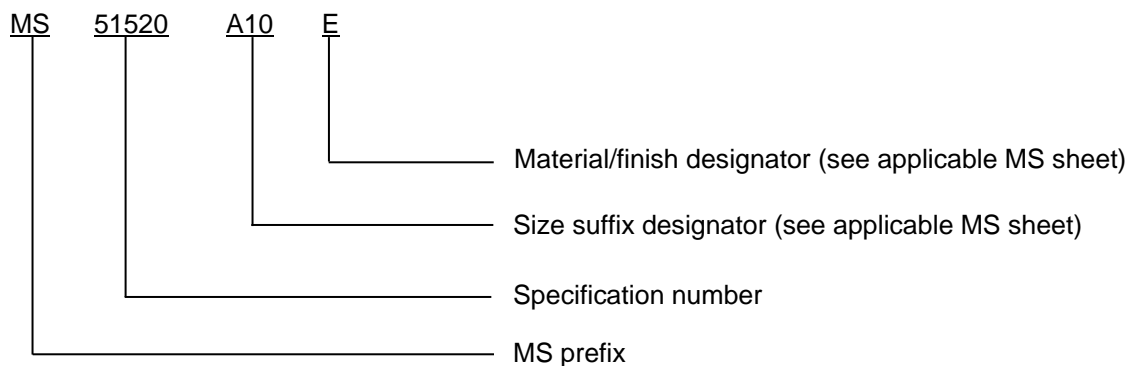 MS 51520 A10 E
Material/finish designator (see applicable MS sheet)
Size suffix designator (see applicable MS sheet)
Specification number
MS prefix